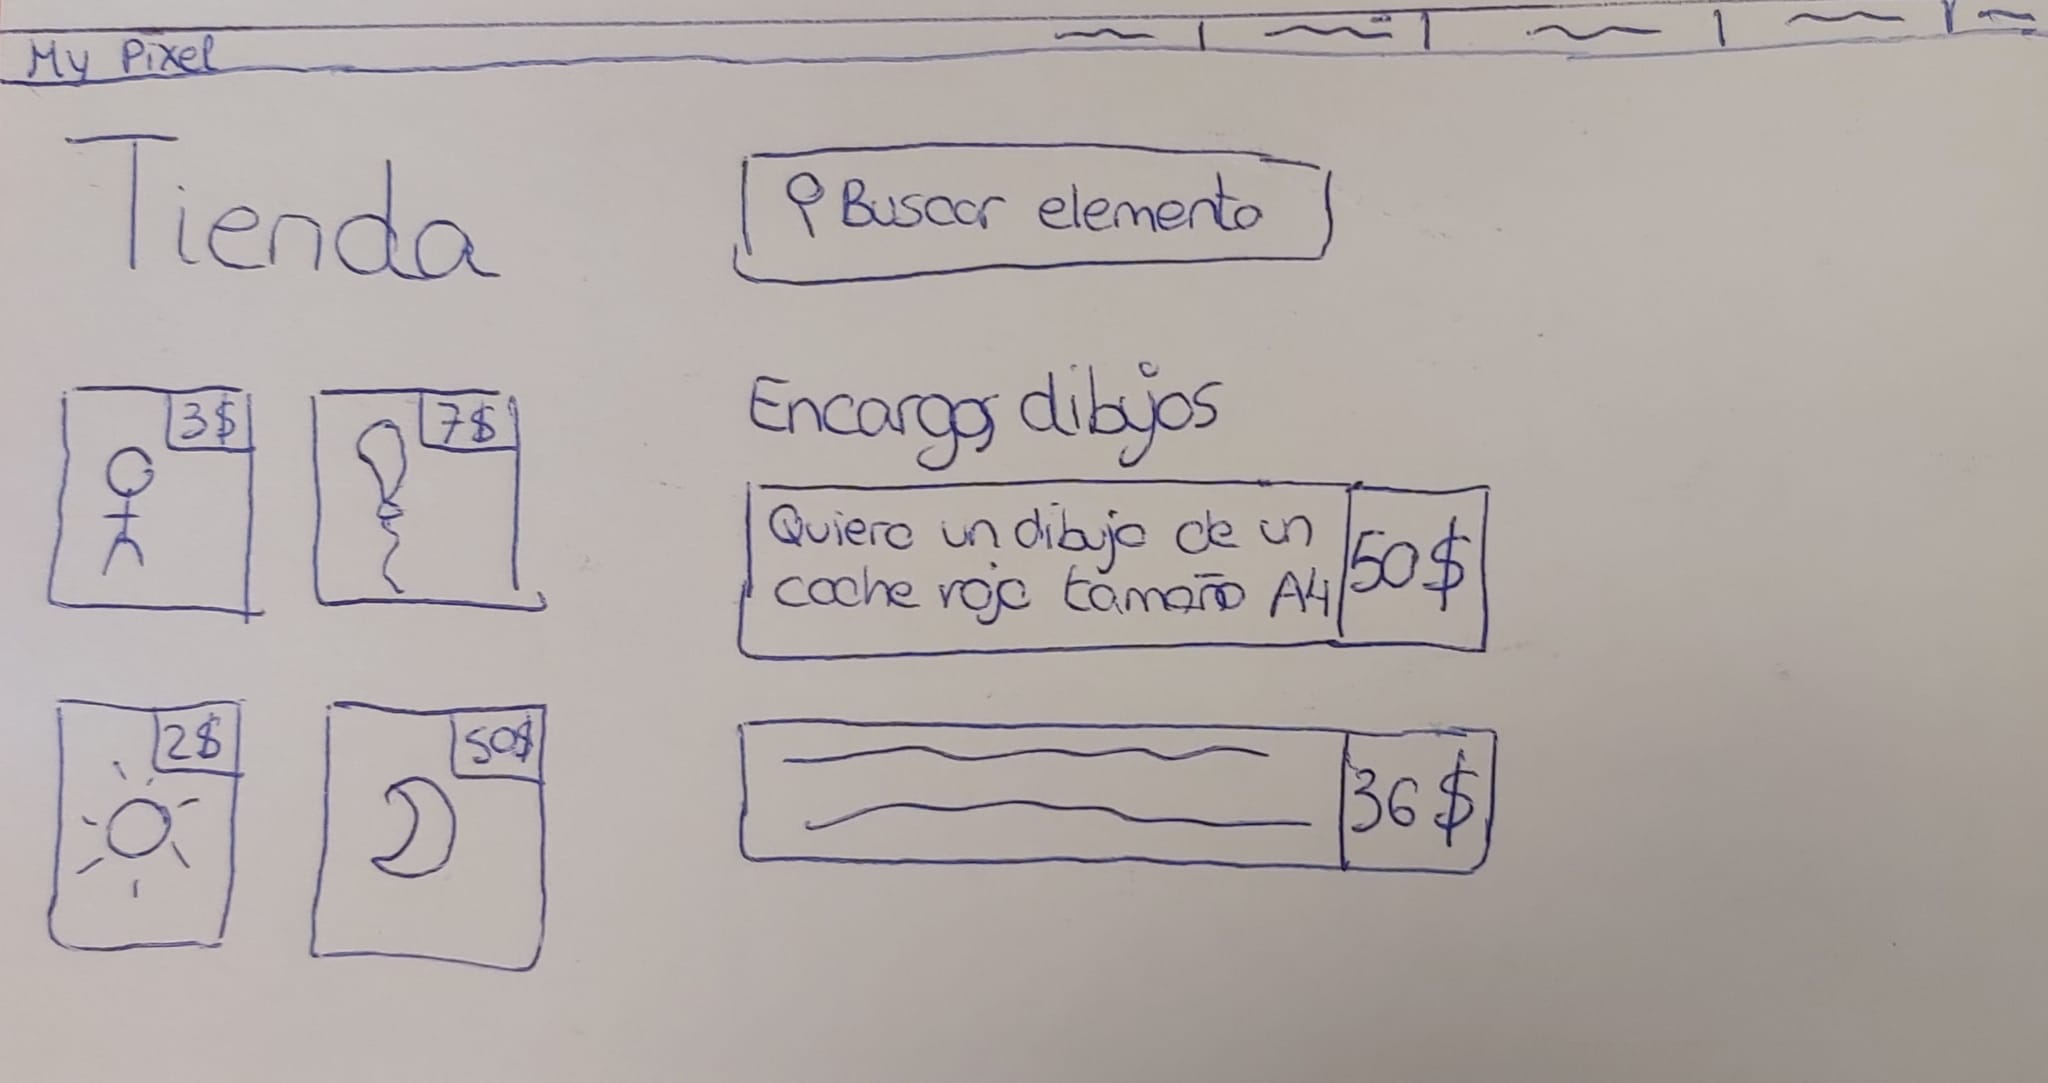 My Pixel
Tienda
Buscar elemento
3$
7$
2$
50$
Encargos dibujos
Quiero un dibujo de un
coche rojo tamaño A4
50$
36$